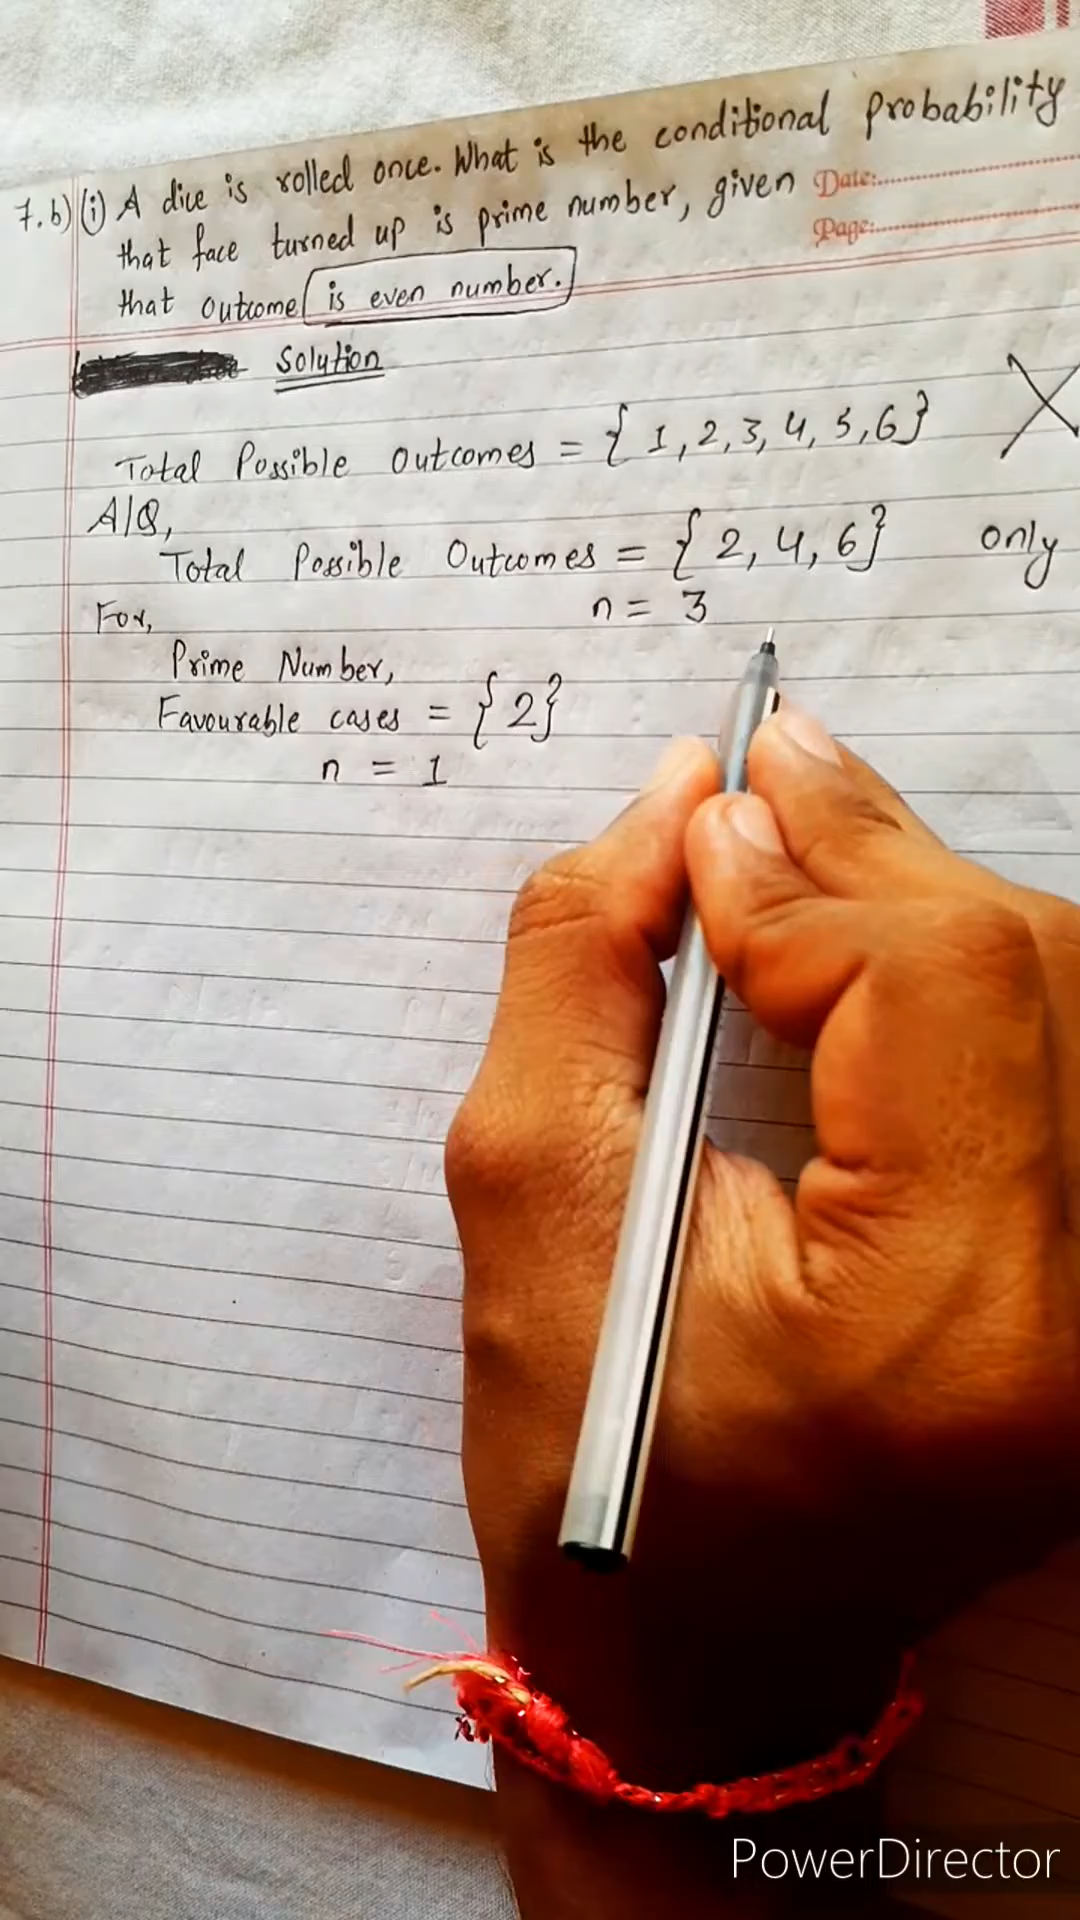 7. b) (i) A dice is rolled once. What is the conditional probability
that face turned up is prime number, given
Date:
that outcome is even number.
Page:
Solution
Total Possible Outcomes = { 1, 2, 3, 4, 5, 6 }
A/Q,
Total Possible Outcomes = { 2, 4, 6 } only
n = 3
For,
Prime Number,
Favourable cases = { 2 }
n = 1
PowerDirector